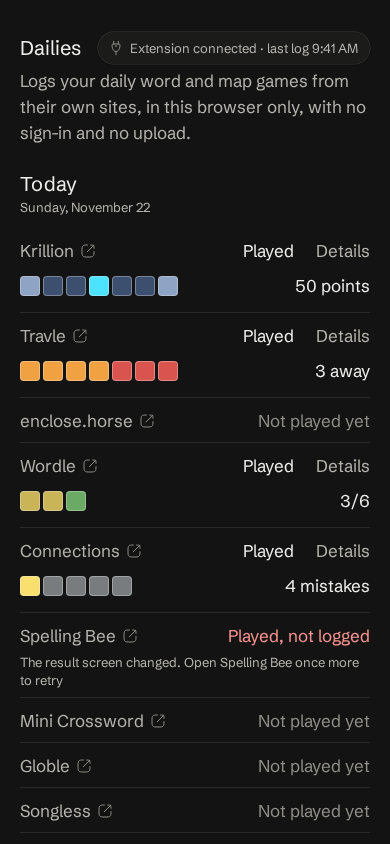 Dailies
Extension connected · last log 9:41 AM
Logs your daily word and map games from
their own sites, in this browser only, with no
sign-in and no upload.
Today
Sunday, November 22
Krillion Played Details
50 points
Travle Played Details
3 away
enclose.horse Not played yet
Wordle Played Details
3/6
Connections Played Details
4 mistakes
Spelling Bee Played, not logged
The result screen changed. Open Spelling Bee once more
to retry
Mini Crossword Not played yet
Globle Not played yet
Songless Not played yet